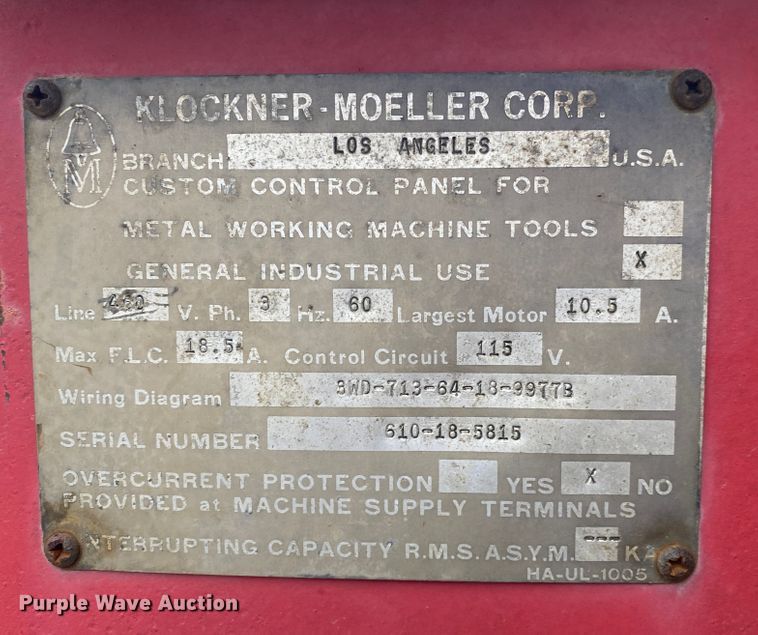 KLOCKNER-MOELLER CORP.
M
BRANCH: LOS ANGELES U.S.A.
CUSTOM CONTROL PANEL FOR
METAL WORKING MACHINE TOOLS
GENERAL INDUSTRIAL USE X
Line 480 V. Ph. 3 Hz. 60 Largest Motor 10.5 A.
Max F.L.C. 18.5 A. Control Circuit 115 V.
Wiring Diagram 3WD-713-64-18-9977B
SERIAL NUMBER 610-18-5815
OVERCURRENT PROTECTION YES X NO
PROVIDED at MACHINE SUPPLY TERMINALS
INTERRUPTING CAPACITY R.M.S. A.S.Y.M. --- KA
HA-UL-1005
Purple Wave Auction